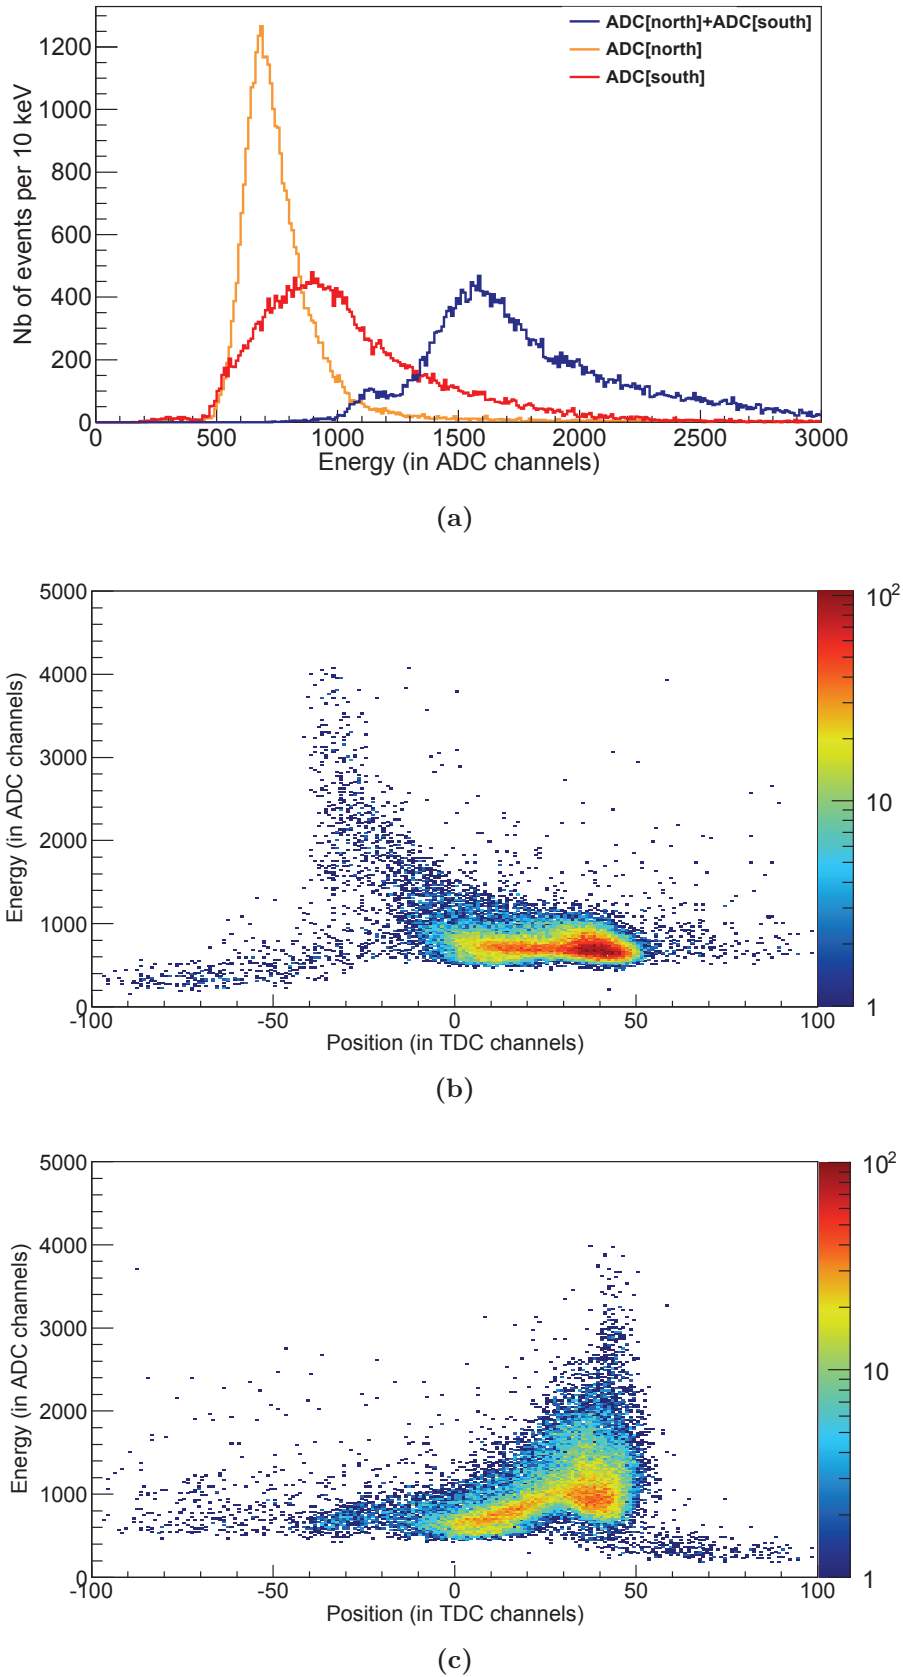 Nb of events per 10 keV
1200
1000
800
600
400
200
0
ADC[north]+ADC[south]
ADC[north]
ADC[south]
0 500 1000 1500 2000 2500 3000
Energy (in ADC channels)
(a)
Energy (in ADC channels)
5000
4000
3000
2000
1000
0
-100 -50 0 50 100
Position (in TDC channels)
10²
10
1
(b)
Energy (in ADC channels)
5000
4000
3000
2000
1000
0
-100 -50 0 50 100
Position (in TDC channels)
10²
10
1
(c)